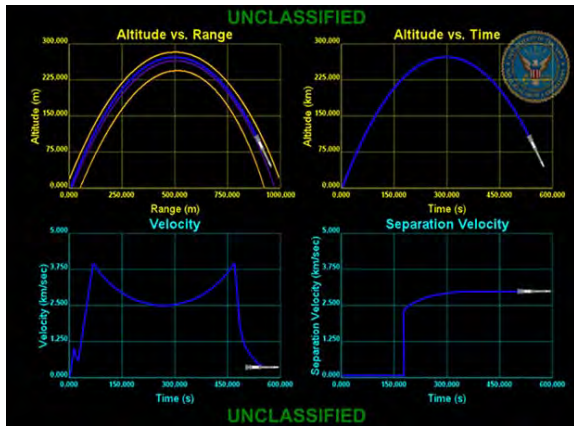 UNCLASSIFIED
Altitude vs. Range
Altitude (m)
300.000
225.000
150.000
75.000
0.000
0.000 250.000 500.000 750.000 1000.000
Range (m)
Altitude vs. Time
Altitude (km)
300.000
225.000
150.000
75.000
0.000
0.000 150.000 300.000 450.000 600.000
Time (s)
Velocity
Velocity (km/sec)
5.000
3.750
2.500
1.250
0.000
0.000 150.000 300.000 450.000 600.000
Time (s)
Separation Velocity
Separation Velocity (km/sec)
5.000
3.750
2.500
1.250
0.000
0.000 150.000 300.000 450.000 600.000
Time (s)
UNCLASSIFIED